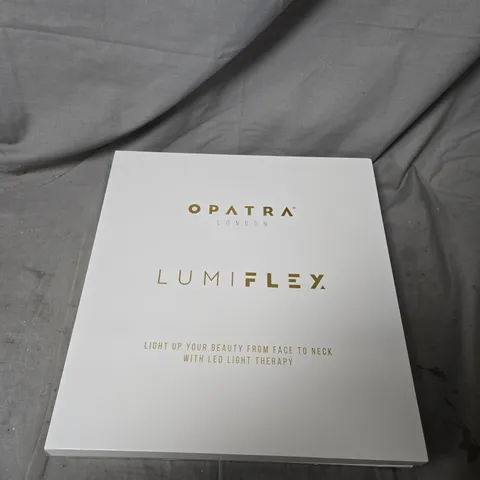 OPATRA
LONDON
LUMIFLEX
LIGHT UP YOUR BEAUTY FROM FACE TO NECK
WITH LED LIGHT THERAPY